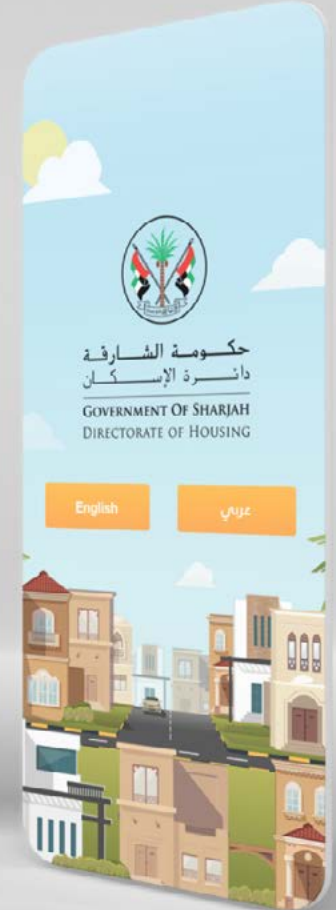 حكومة الشارقة
دائرة الإسكان
GOVERNMENT OF SHARJAH
DIRECTORATE OF HOUSING
English
عربي